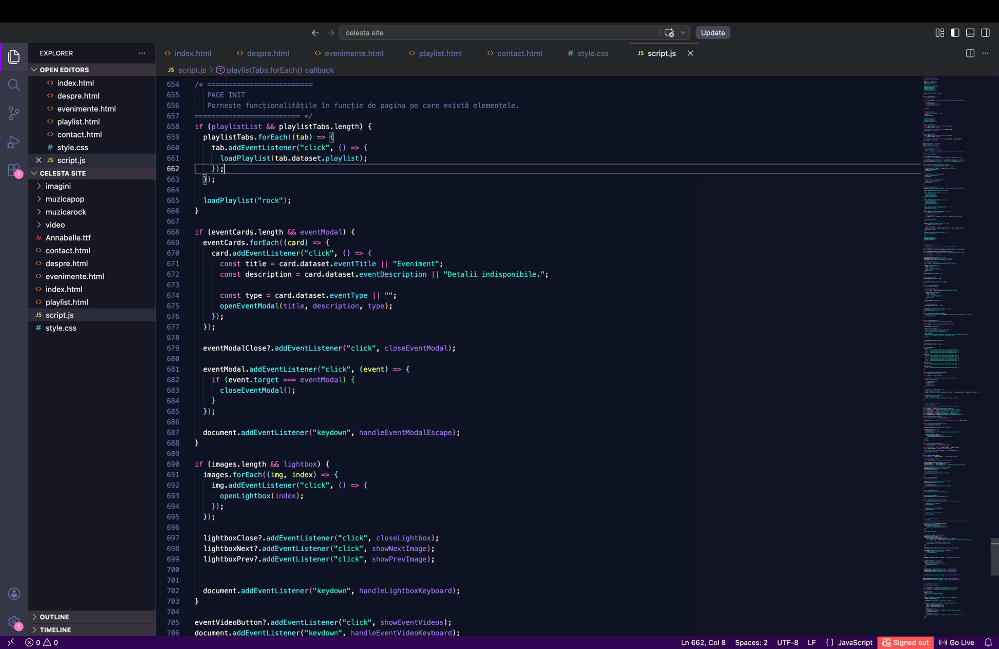 celesta site
Update
EXPLORER
index.html
despre.html
evenimente.html
playlist.html
contact.html
# style.css
JS script.js
OPEN EDITORS
index.html
despre.html
evenimente.html
playlist.html
contact.html
# style.css
JS script.js
CELESTA SITE
imagini
muzicapop
muzicarock
video
Annabelle.ttf
contact.html
despre.html
evenimente.html
index.html
playlist.html
JS script.js
# style.css
OUTLINE
TIMELINE
1
1
JS script.js > playlistTabs.forEach() callback
654 /* =========================
655 PAGE INIT
656 Pornește funcționalitățile în funcție de pagina pe care există elementele.
657 ========================= */
658 if (playlistList && playlistTabs.length) {
659 playlistTabs.forEach((tab) => {
660 tab.addEventListener("click", () => {
661 loadPlaylist(tab.dataset.playlist);
662 });
663 });
664
665 loadPlaylist("rock");
666 }
667
668 if (eventCards.length && eventModal) {
669 eventCards.forEach((card) => {
670 card.addEventListener("click", () => {
671 const title = card.dataset.eventTitle || "Eveniment";
672 const description = card.dataset.eventDescription || "Detalii indisponibile.";
673
674 const type = card.dataset.eventType || "";
675 openEventModal(title, description, type);
676 });
677 });
678
679 eventModalClose?.addEventListener("click", closeEventModal);
680
681 eventModal.addEventListener("click", (event) => {
682 if (event.target === eventModal) {
683 closeEventModal();
684 }
685 });
686
687 document.addEventListener("keydown", handleEventModalEscape);
688 }
689
690 if (images.length && lightbox) {
691 images.forEach((img, index) => {
692 img.addEventListener("click", () => {
693 openLightbox(index);
694 });
695 });
696
697 lightboxClose?.addEventListener("click", closeLightbox);
698 lightboxNext?.addEventListener("click", showNextImage);
699 lightboxPrev?.addEventListener("click", showPrevImage);
700
701
702 document.addEventListener("keydown", handleLightboxKeyboard);
703 }
704
705 eventVideoButton?.addEventListener("click", showEventVideos);
706 document.addEventListener("keydown", handleEventVideoKeyboard);
0 0
Ln 662, Col 8 Spaces: 2 UTF-8 LF { } JavaScript Signed out Go Live